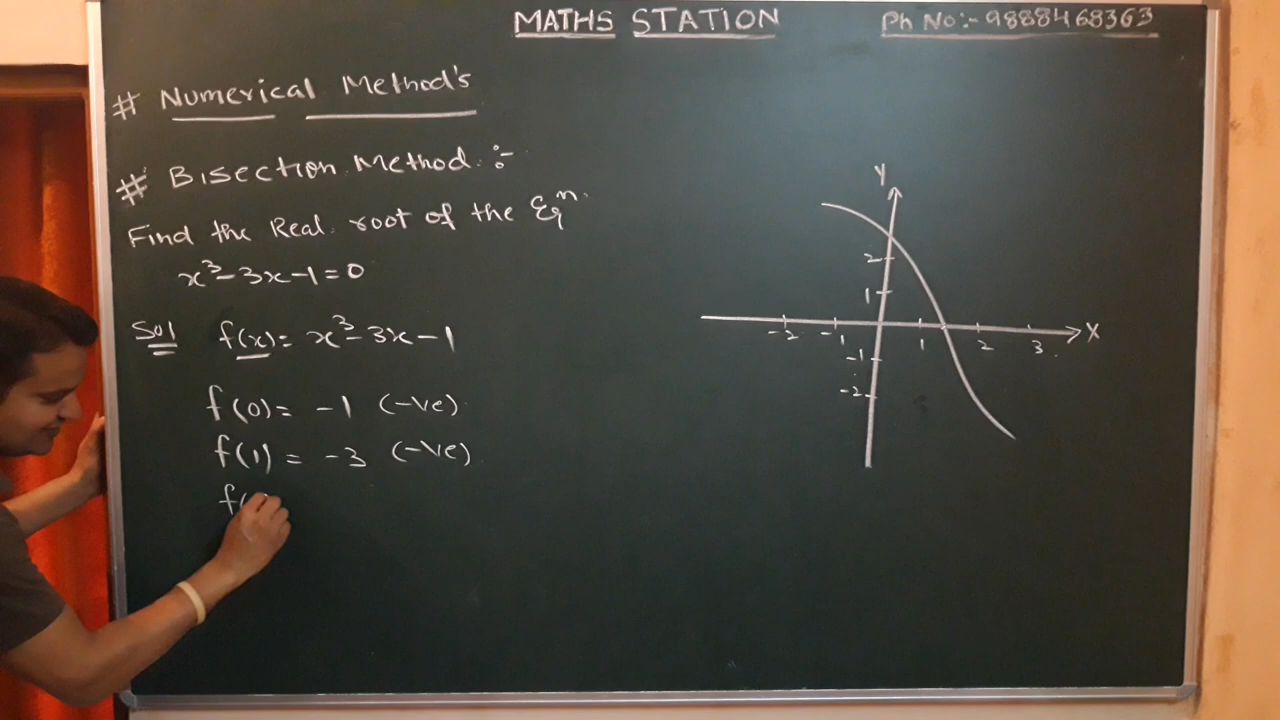 MATHS STATION
Ph No:- 9888468363
# Numerical Method's
# Bisection Method :-
Find the Real root of the Eqⁿ.
x³-3x-1=0
Sol f(x)= x³-3x-1
f(0)= -1 (-ve)
f(1)= -3 (-ve)
f(
Y
2
1
-2 -1 1 2 3 X
-1
-2